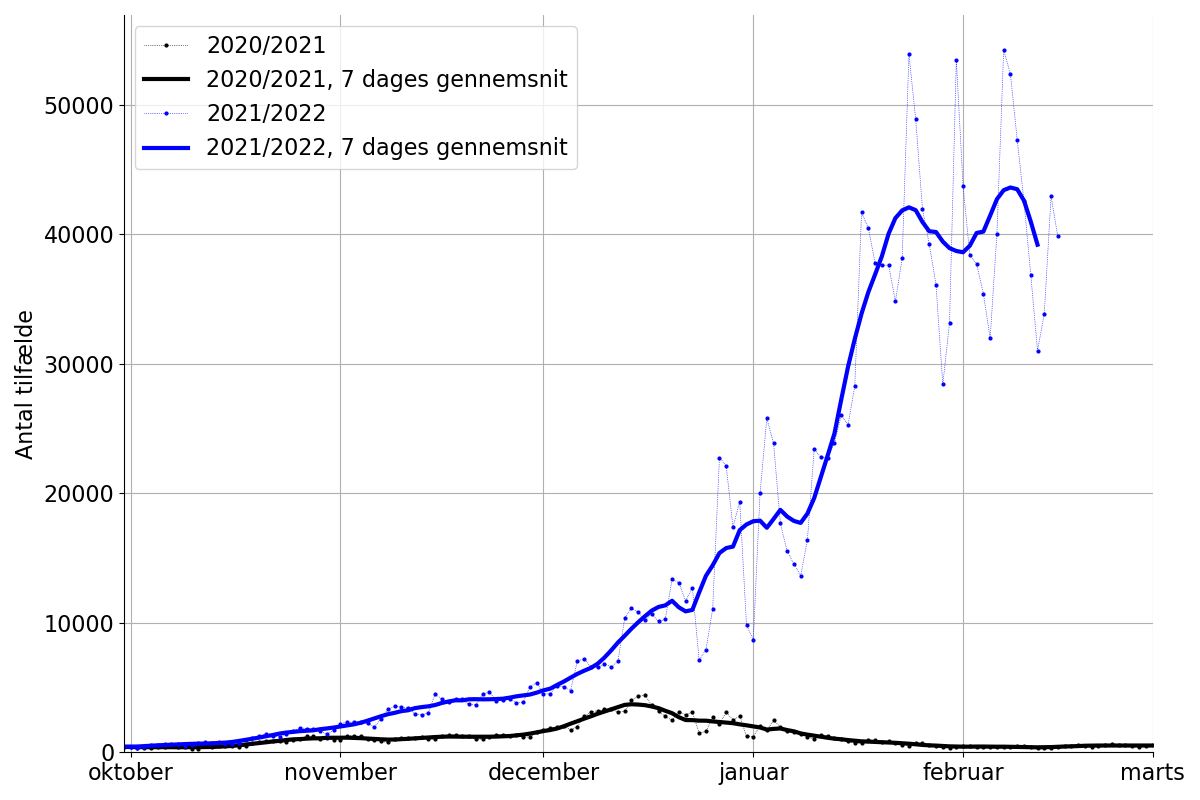 2020/2021
2020/2021, 7 dages gennemsnit
2021/2022
2021/2022, 7 dages gennemsnit
Antal tilfælde
50000
40000
30000
20000
10000
0
oktober november december januar februar marts